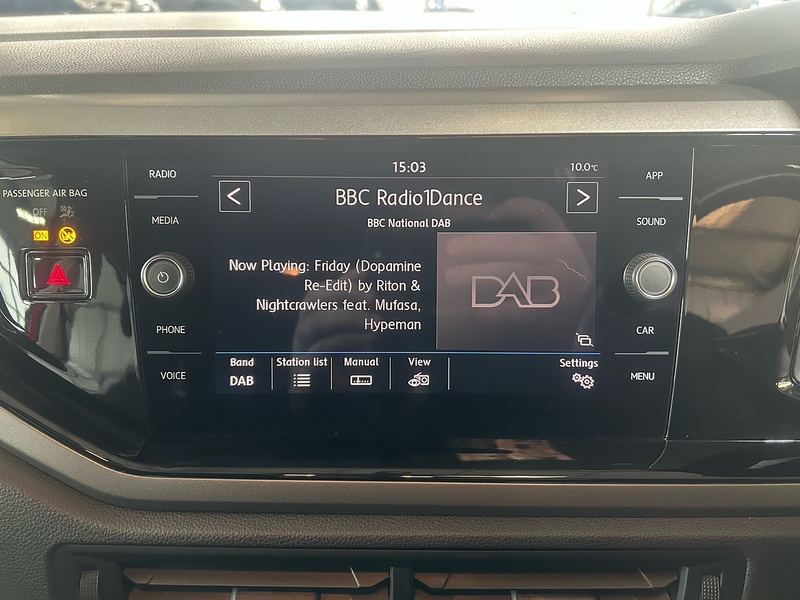 15:03
10.0°C
RADIO
APP
PASSENGER AIR BAG
OFF
ON
MEDIA
SOUND
<
BBC Radio1Dance
>
BBC National DAB
Now Playing: Friday (Dopamine
Re-Edit) by Riton &
Nightcrawlers feat. Mufasa,
Hypeman
DAB
PHONE
CAR
VOICE
MENU
Band
Station list
Manual
View
Settings
DAB